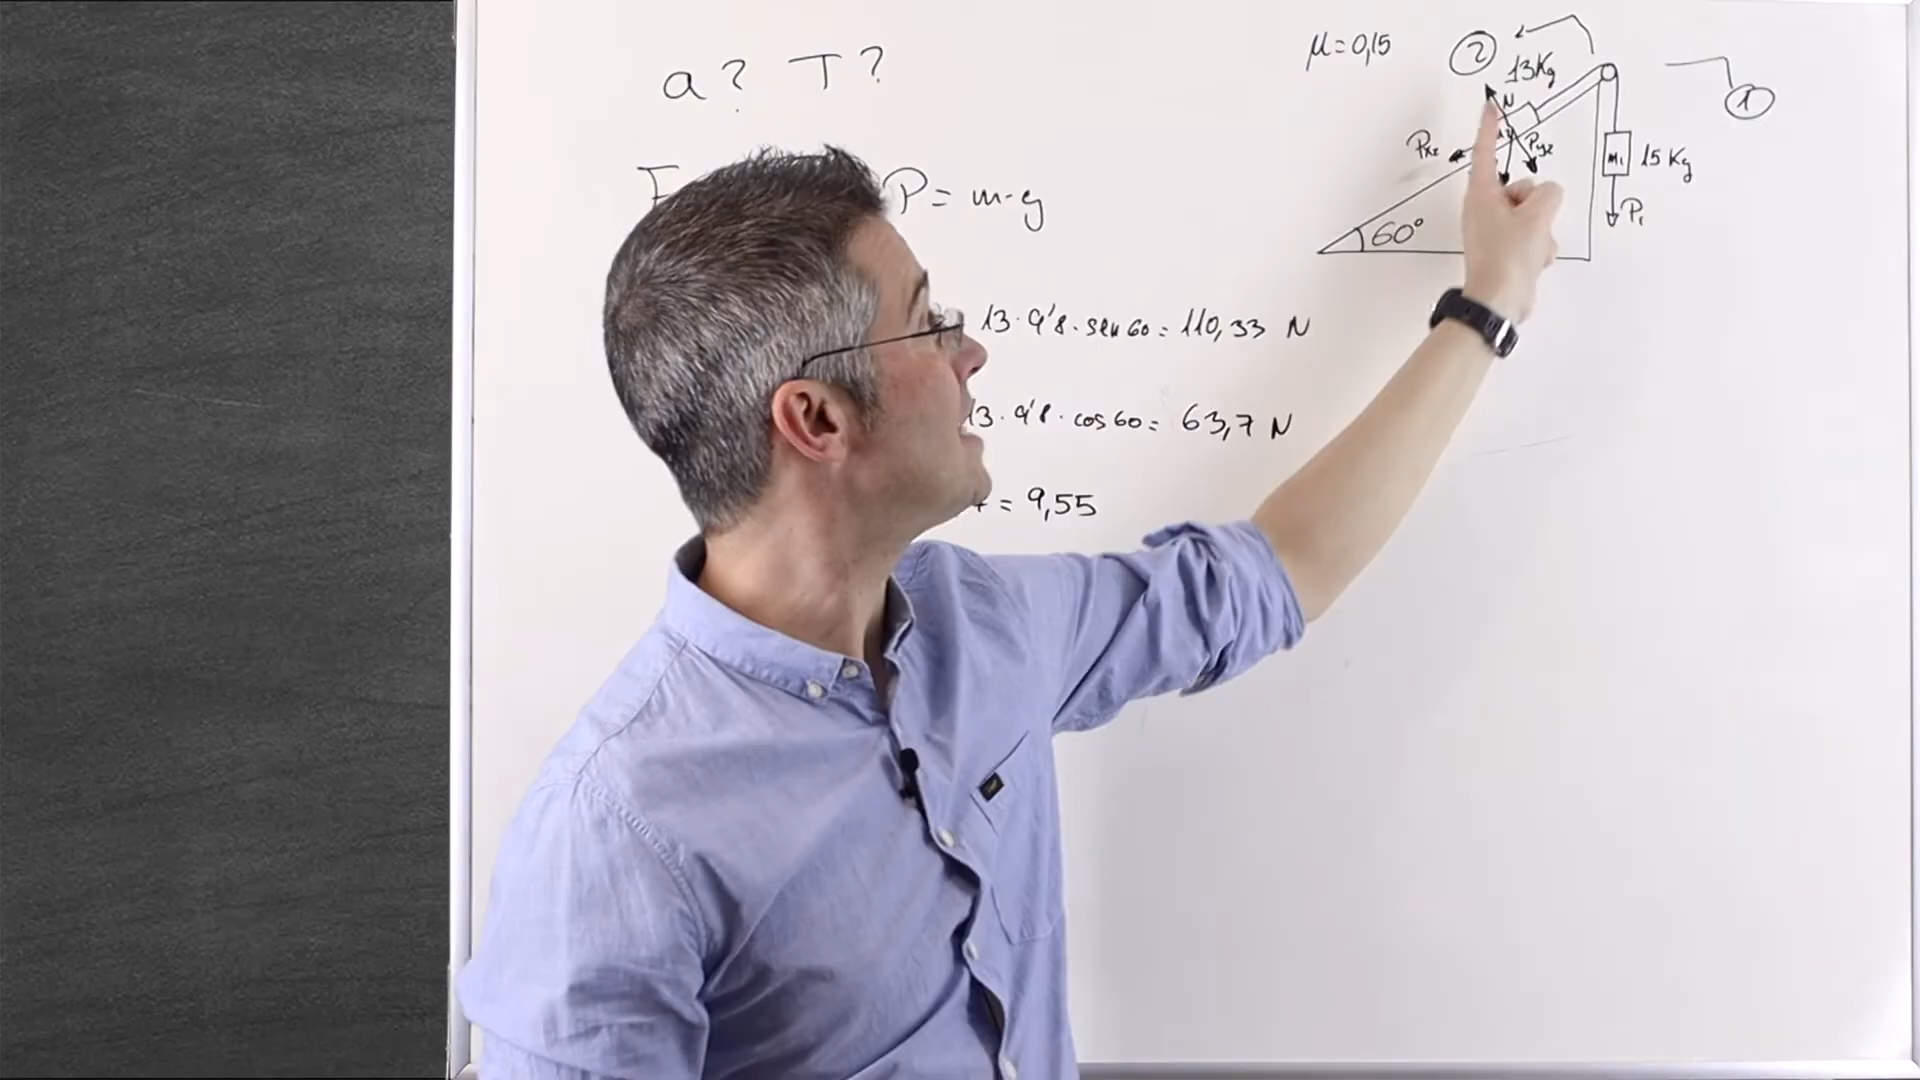 a? T?
μ = 0,15
2
13Kg
N
1
Px2
Py2
m1
15 Kg
P1
60°
F
P = m·g
13·9'8·sen 60 = 110,33 N
13·9'8·cos 60 = 63,7 N
= 9,55